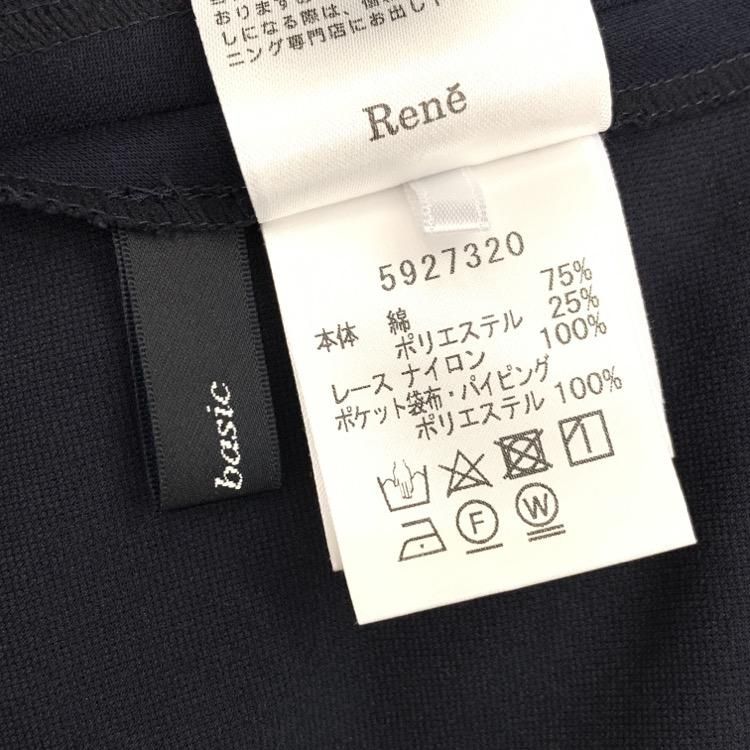 おりますの
しになる際は、
ニング専門店にお出し下
René
5927320
本体 綿 75%
ポリエステル 25%
レース ナイロン 100%
ポケット袋布・パイピング
ポリエステル 100%
F W
basic